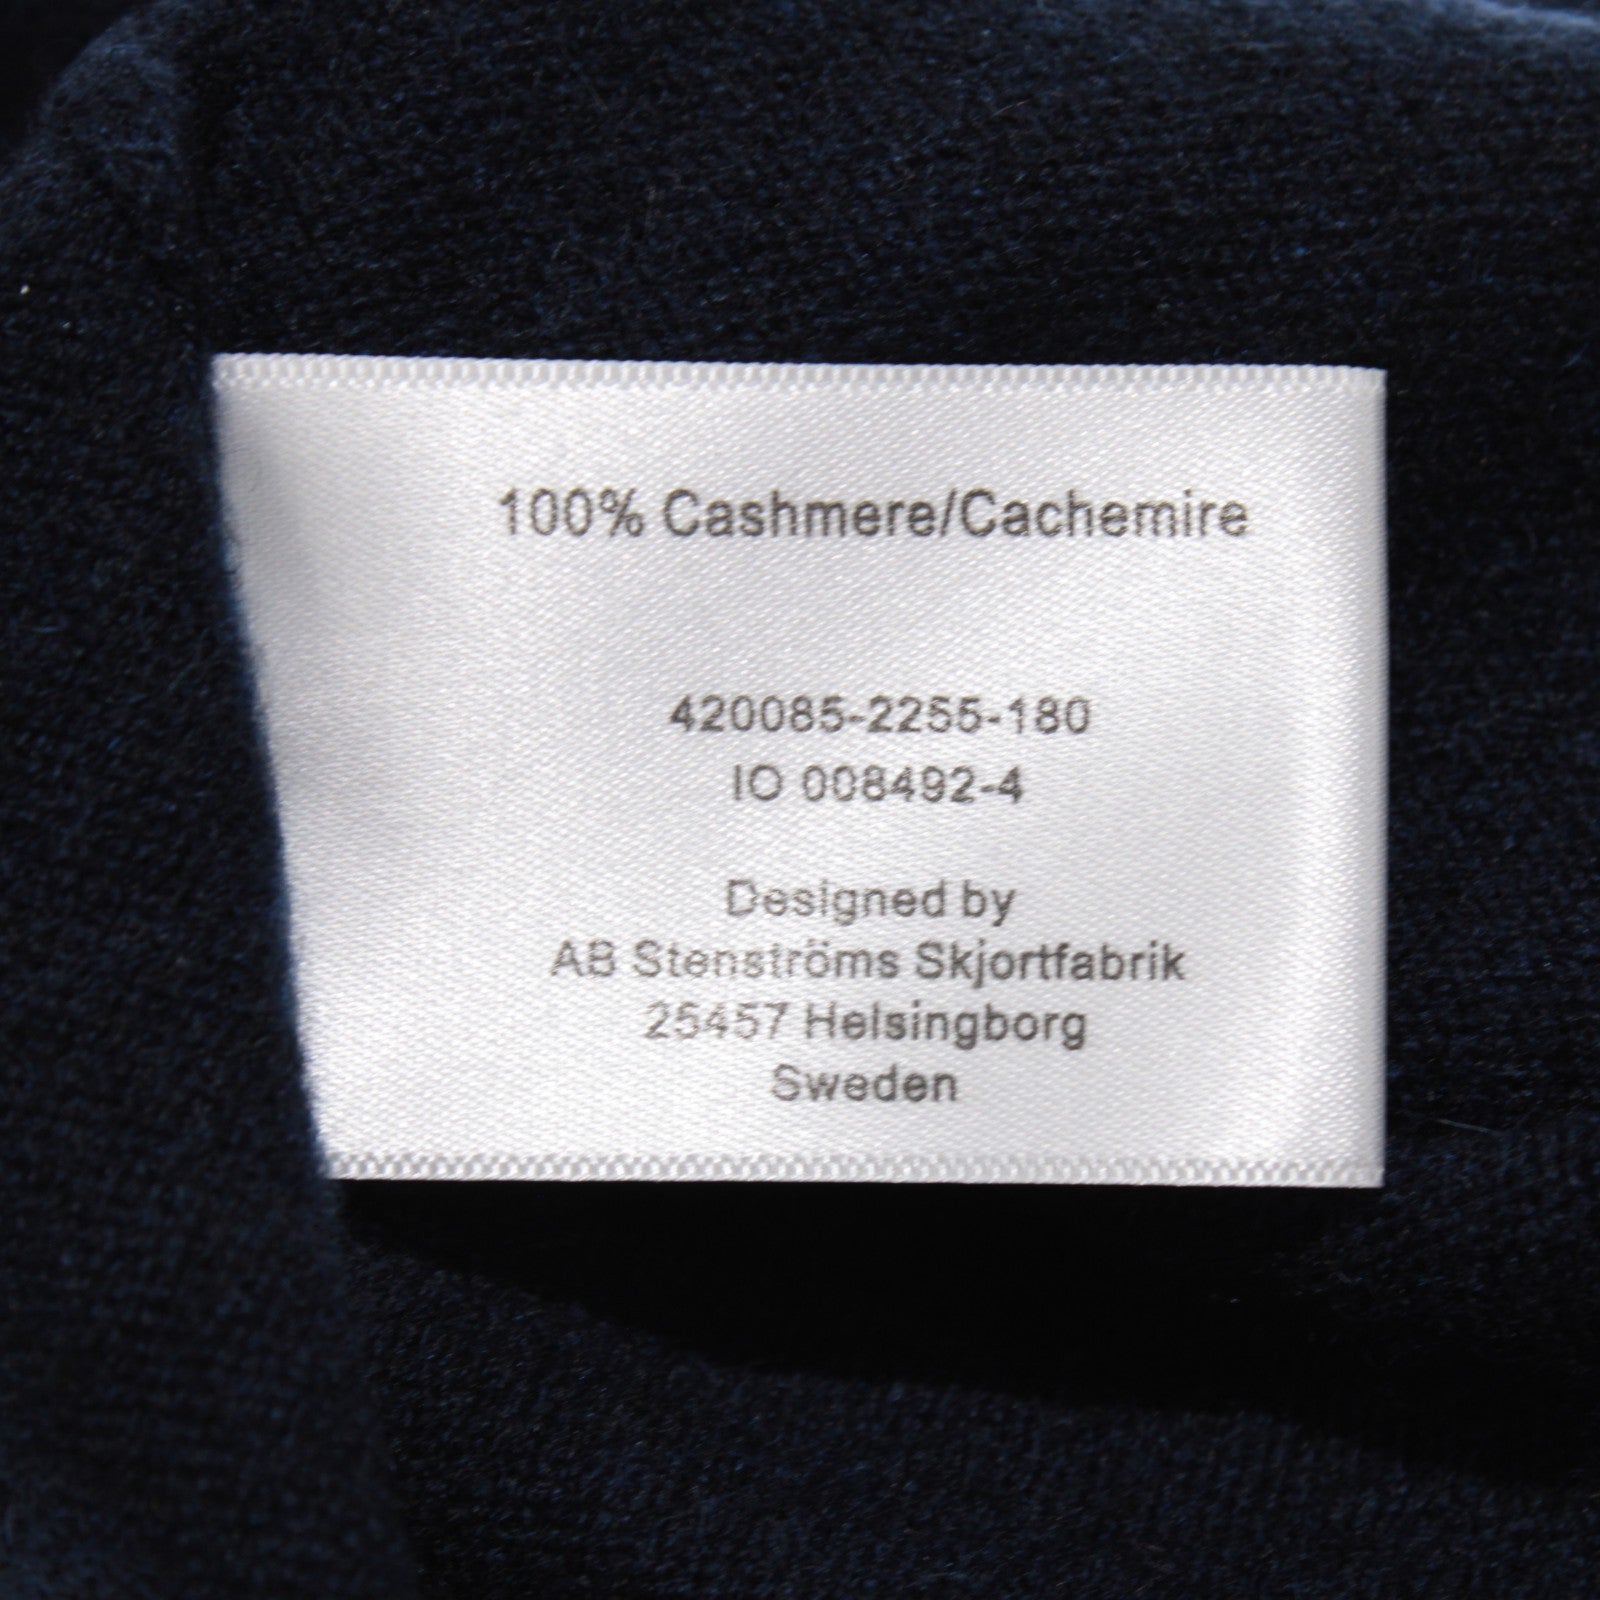 100% Cashmere/Cachemire
420085-2255-180
IO 008492-4
Designed by
AB Stenströms Skjortfabrik
25457 Helsingborg
Sweden